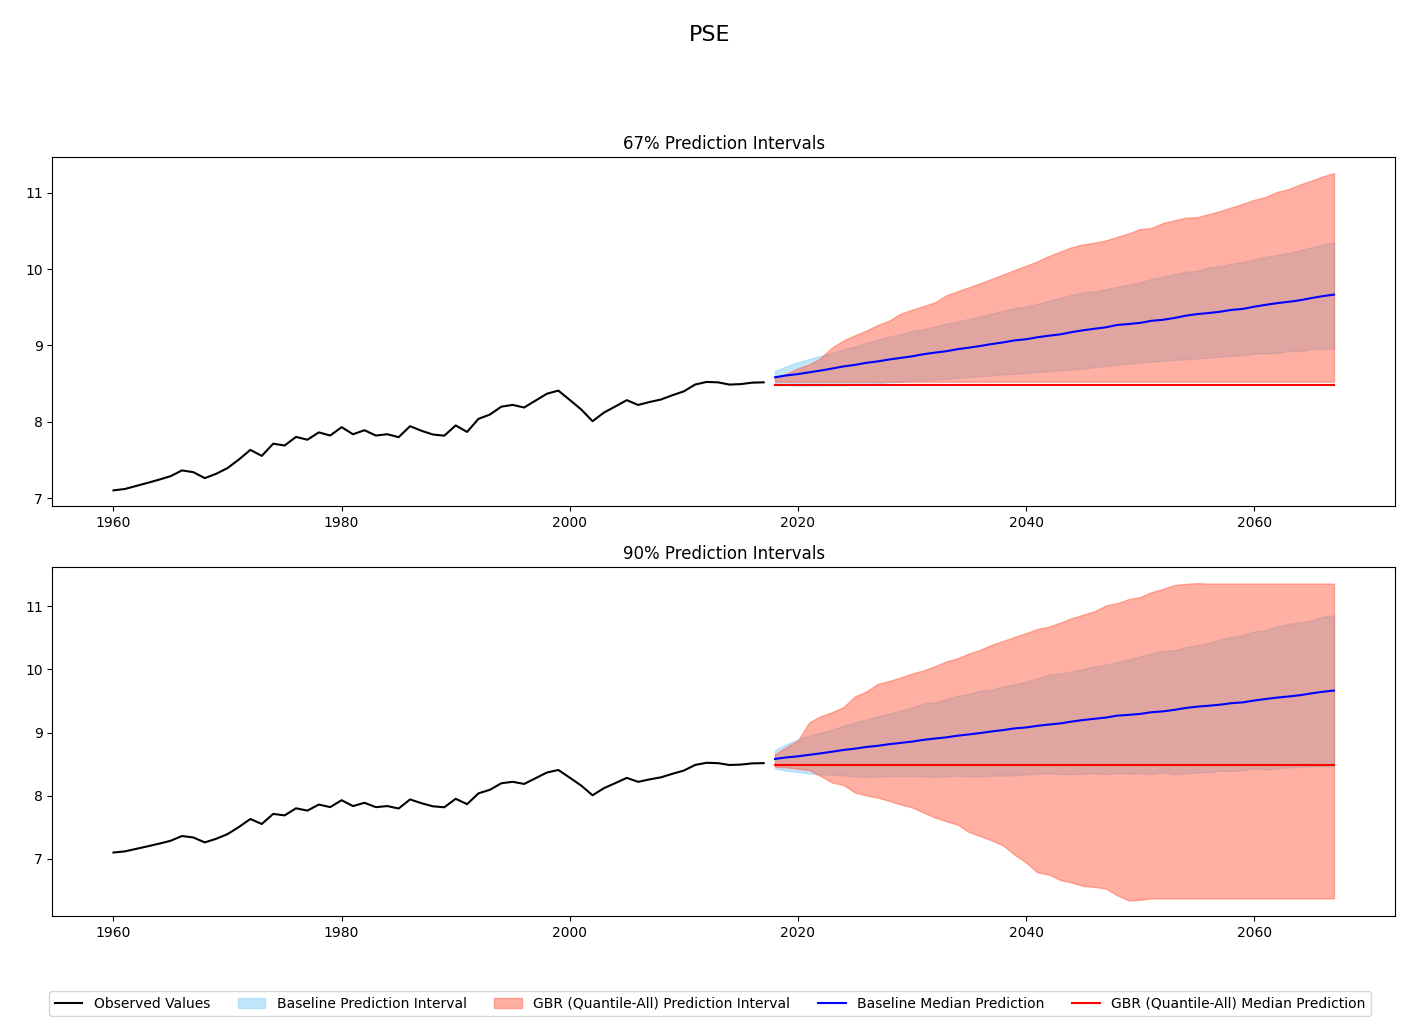 PSE
67% Prediction Intervals
11
10
9
8
7
1960 1980 2000 2020 2040 2060
90% Prediction Intervals
11
10
9
8
7
1960 1980 2000 2020 2040 2060
Observed Values Baseline Prediction Interval GBR (Quantile-All) Prediction Interval Baseline Median Prediction GBR (Quantile-All) Median Prediction